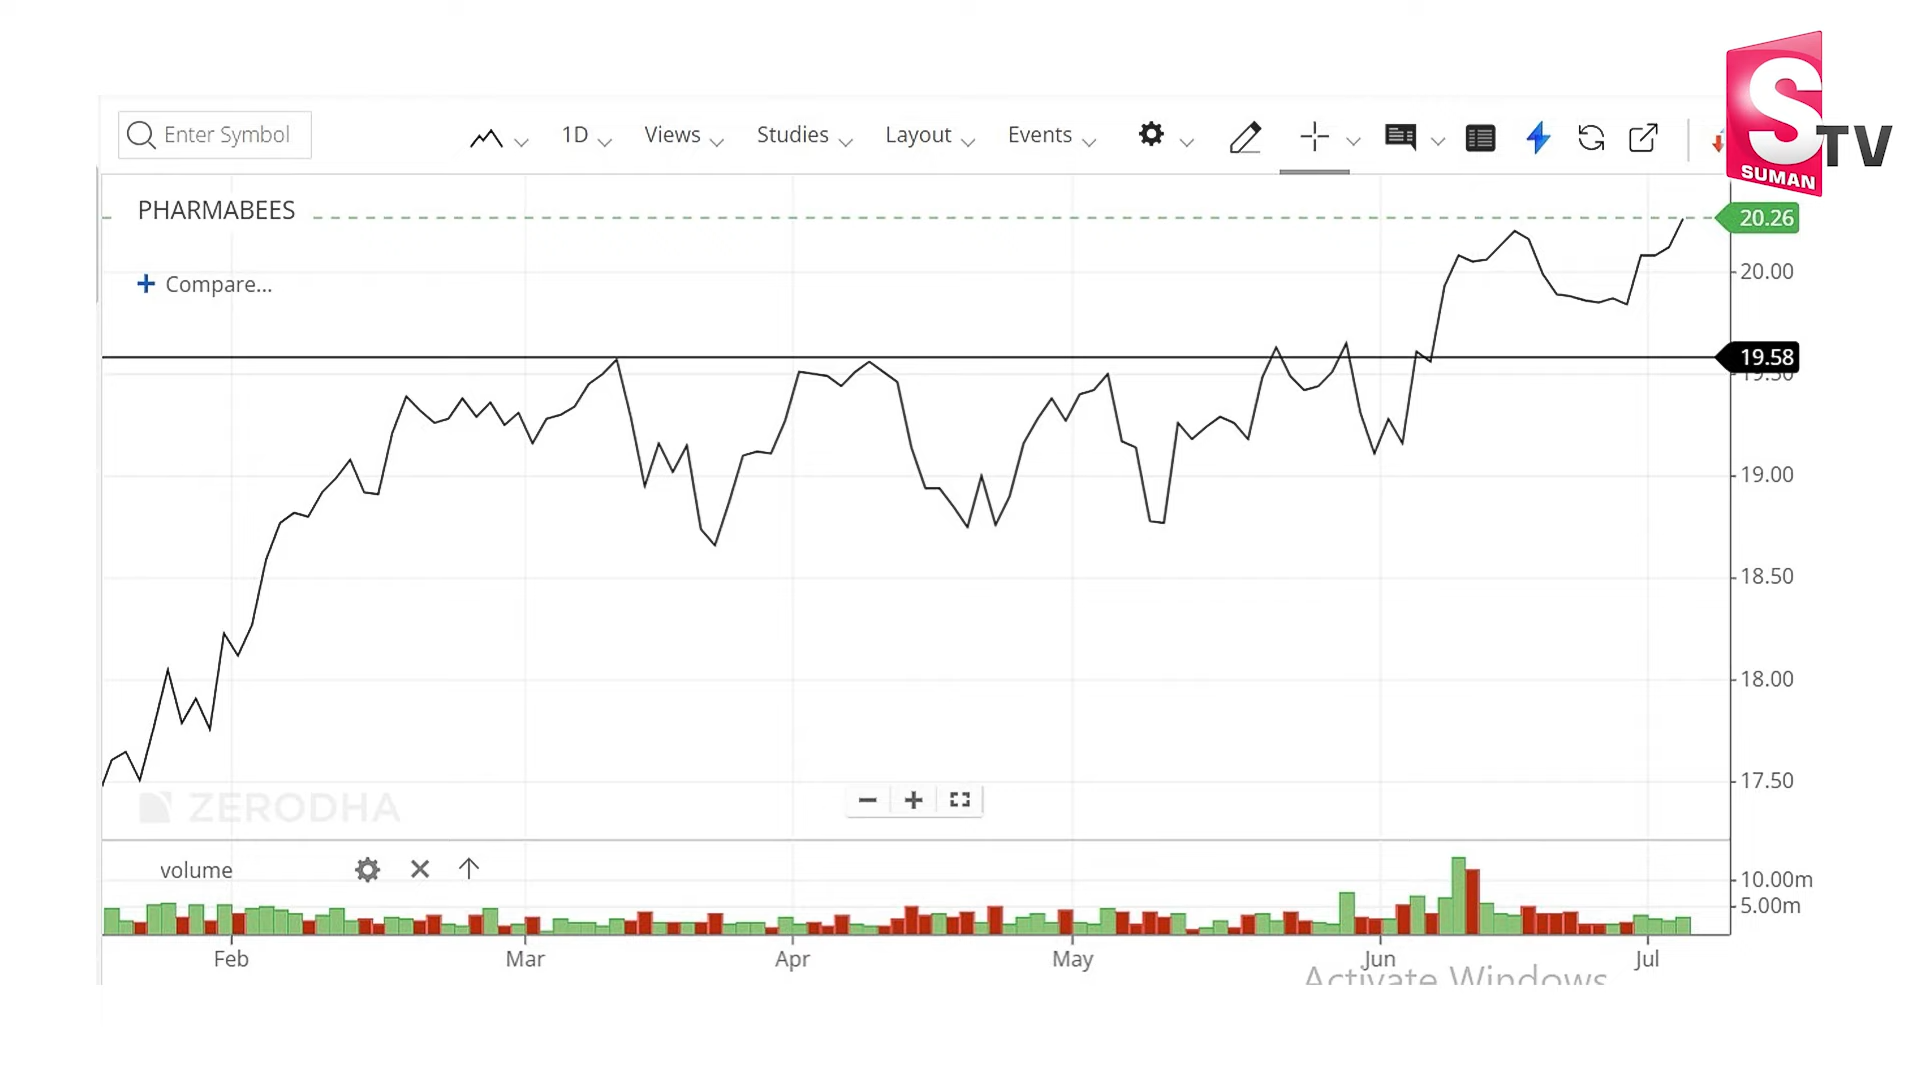 S
TV
SUMAN
Enter Symbol
1D
Views
Studies
Layout
Events
PHARMABEES
20.26
Compare...
20.00
19.58
19.50
19.00
18.50
18.00
17.50
ZERODHA
volume
10.00m
5.00m
Feb
Mar
Apr
May
Jun
Jul
Activate Windows